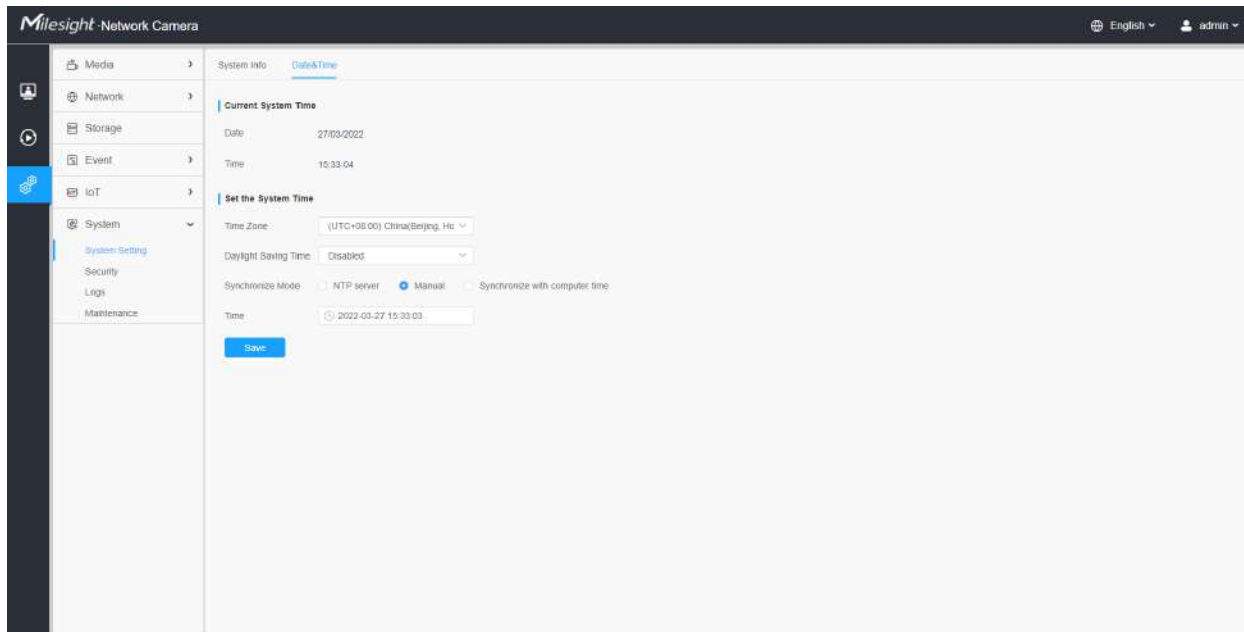 Milesight Network Camera
English
admin
Media
Network
Storage
Event
IoT
System
System Setting
Security
Logs
Maintenance
System Info
Date&Time
Current System Time
Date 27/03/2022
Time 15:33:04
Set the System Time
Time Zone (UTC+08:00) China(Beijing, Ho
Daylight Saving Time Disabled
Synchronize Mode NTP server Manual Synchronize with computer time
Time 2022-03-27 15:33:03
Save